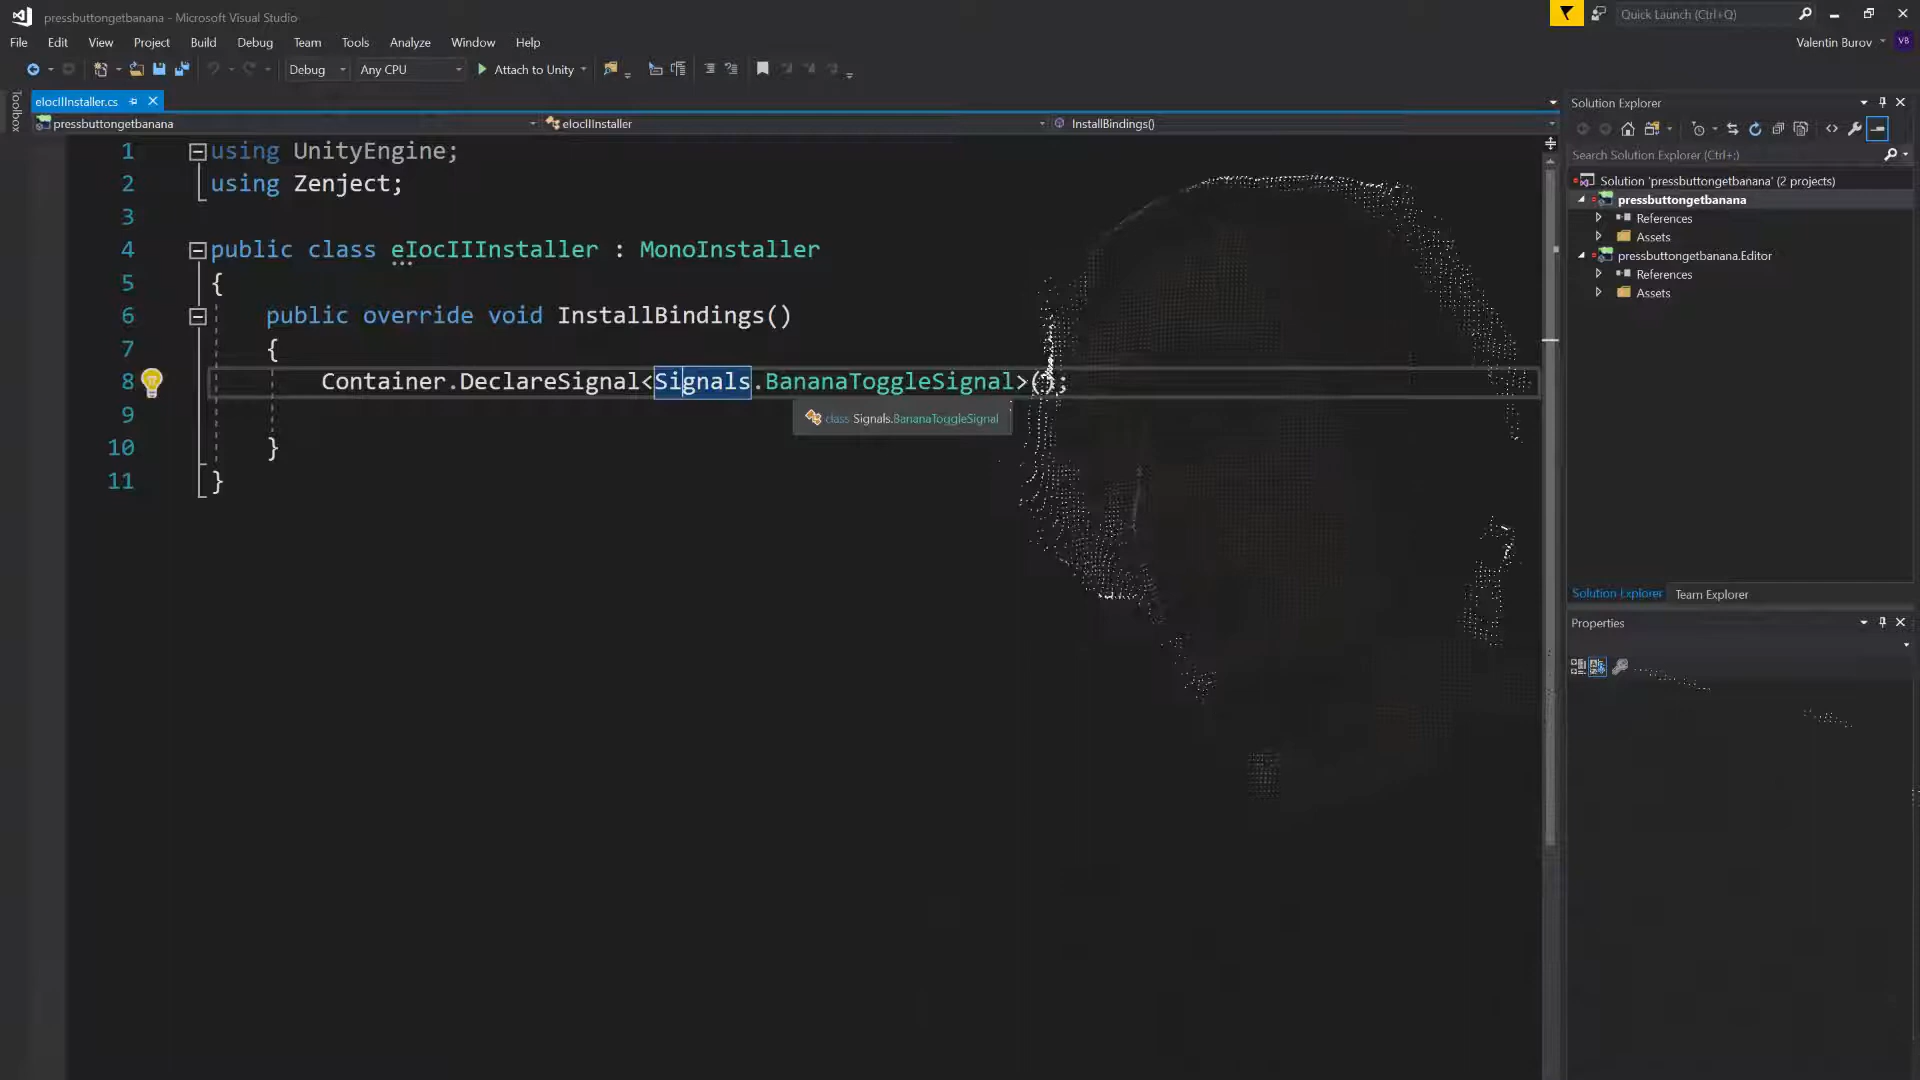 pressbuttongetbanana - Microsoft Visual Studio
Quick Launch (Ctrl+Q)
File Edit View Project Build Debug Team Tools Analyze Window Help
Valentin Burov VB
Debug Any CPU Attach to Unity
Toolbox
eIocIIInstaller.cs
pressbuttongetbanana eIocIIInstaller InstallBindings()
1 using UnityEngine;
2 using Zenject;
3
4 public class eIocIIInstaller : MonoInstaller
5 {
6 public override void InstallBindings()
7 {
8 Container.DeclareSignal<Signals.BananaToggleSignal>();
class Signals.BananaToggleSignal
9
10 }
11 }
Solution Explorer
Search Solution Explorer (Ctrl+;)
Solution 'pressbuttongetbanana' (2 projects)
pressbuttongetbanana
References
Assets
pressbuttongetbanana.Editor
References
Assets
Solution Explorer Team Explorer
Properties